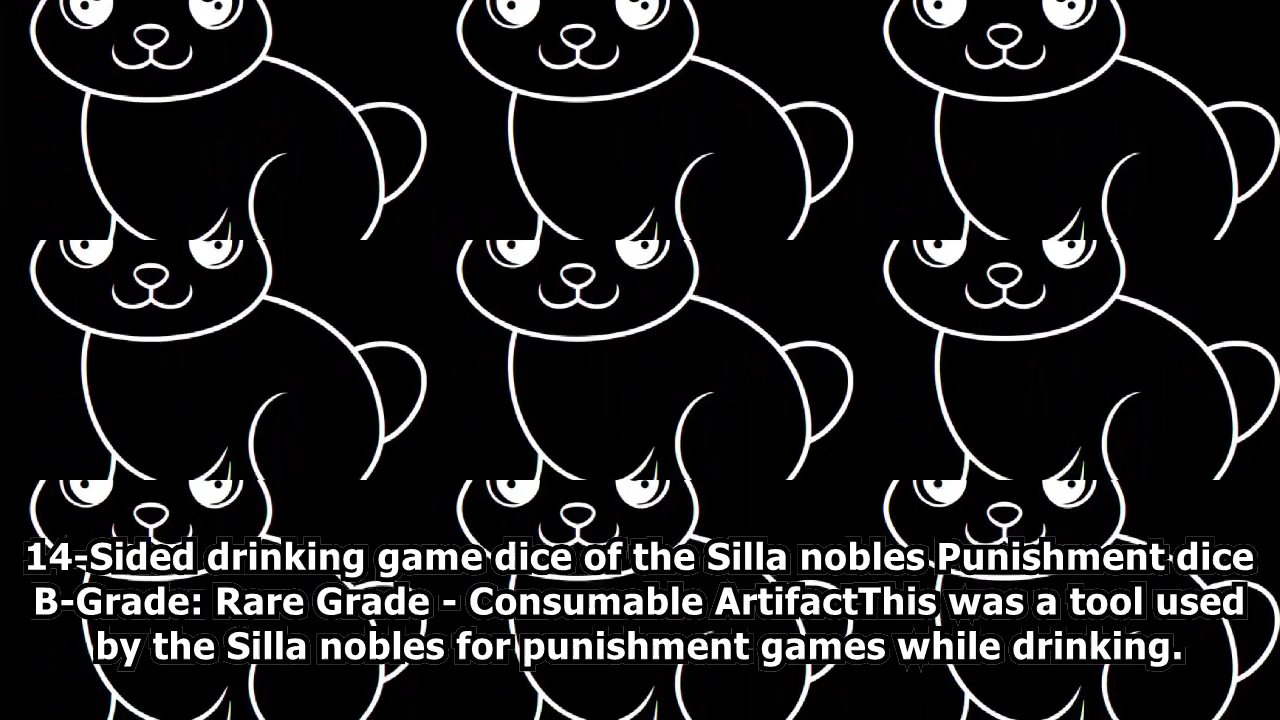 14-Sided drinking game dice of the Silla nobles Punishment dice
B-Grade: Rare Grade - Consumable ArtifactThis was a tool used
by the Silla nobles for punishment games while drinking.